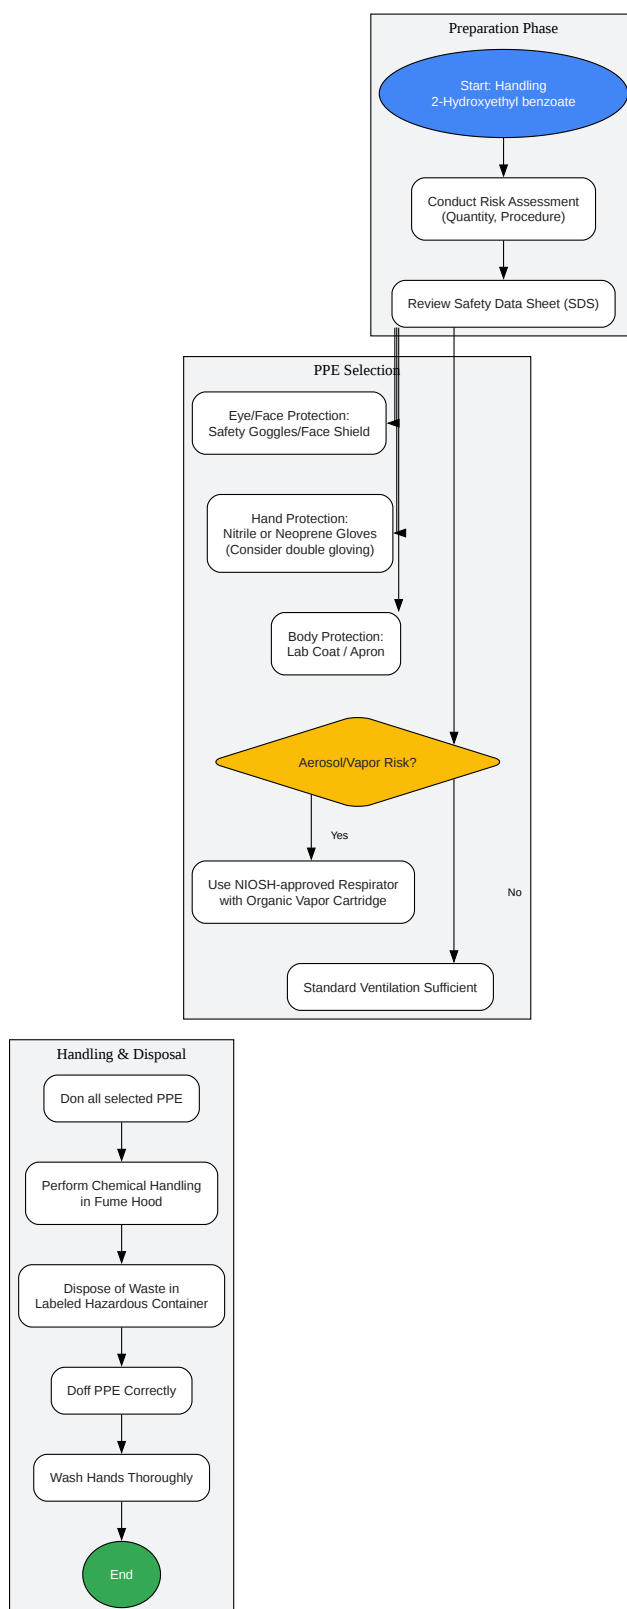 Preparation Phase
Start: Handling
2-Hydroxyethyl benzoate
Conduct Risk Assessment
(Quantity, Procedure)
Review Safety Data Sheet (SDS)
PPE Selection
Eye/Face Protection:
Safety Goggles/Face Shield
Hand Protection:
Nitrile or Neoprene Gloves
(Consider double gloving)
Body Protection:
Lab Coat / Apron
Aerosol/Vapor Risk?
Yes
Use NIOSH-approved Respirator
with Organic Vapor Cartridge
No
Standard Ventilation Sufficient
Handling & Disposal
Don all selected PPE
Perform Chemical Handling
in Fume Hood
Dispose of Waste in
Labeled Hazardous Container
Doff PPE Correctly
Wash Hands Thoroughly
End